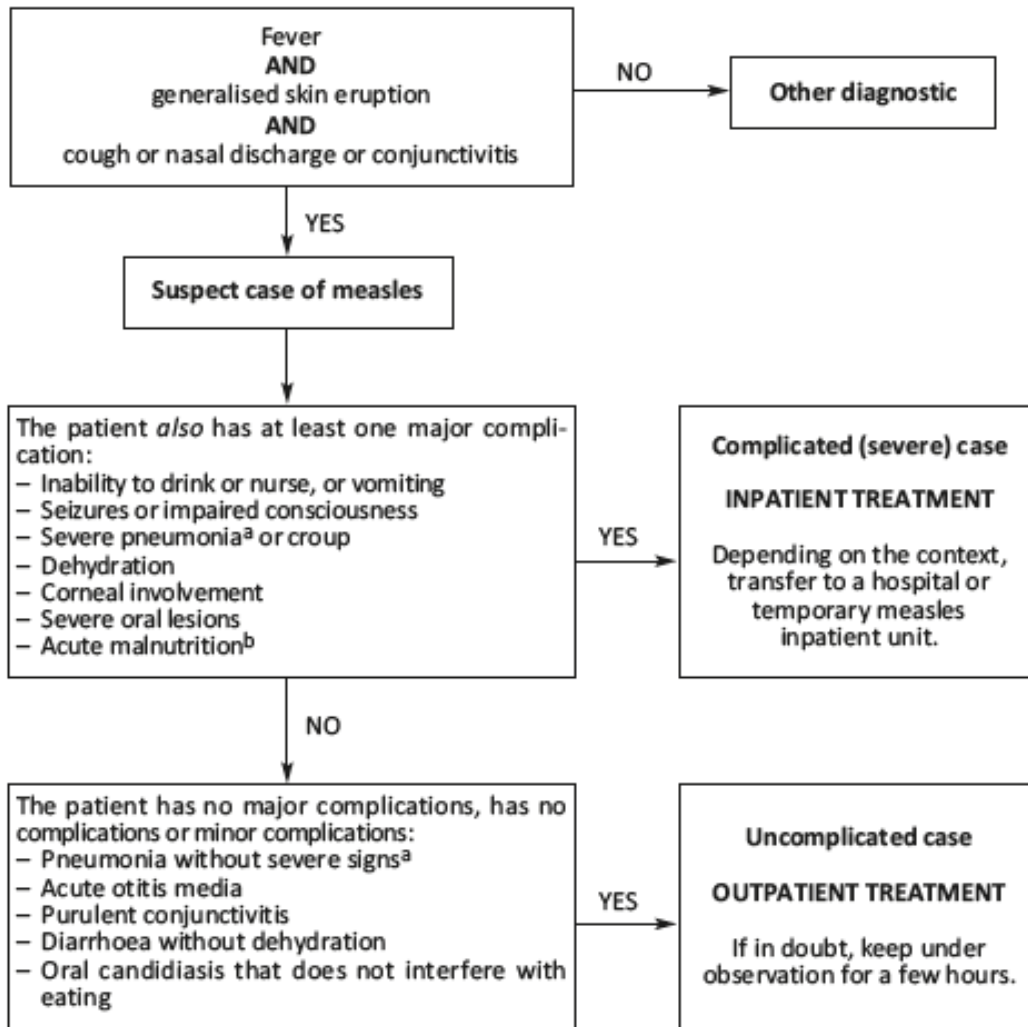 Fever
AND
generalised skin eruption
AND
cough or nasal discharge or conjunctivitis
NO
Other diagnostic
YES
Suspect case of measles
The patient also has at least one major compli-
cation:
– Inability to drink or nurse, or vomiting
– Seizures or impaired consciousness
– Severe pneumoniaᵃ or croup
– Dehydration
– Corneal involvement
– Severe oral lesions
– Acute malnutritionᵇ
YES
Complicated (severe) case
INPATIENT TREATMENT
Depending on the context,
transfer to a hospital or
temporary measles
inpatient unit.
NO
The patient has no major complications, has no
complications or minor complications:
– Pneumonia without severe signsᵃ
– Acute otitis media
– Purulent conjunctivitis
– Diarrhoea without dehydration
– Oral candidiasis that does not interfere with
eating
YES
Uncomplicated case
OUTPATIENT TREATMENT
If in doubt, keep under
observation for a few hours.